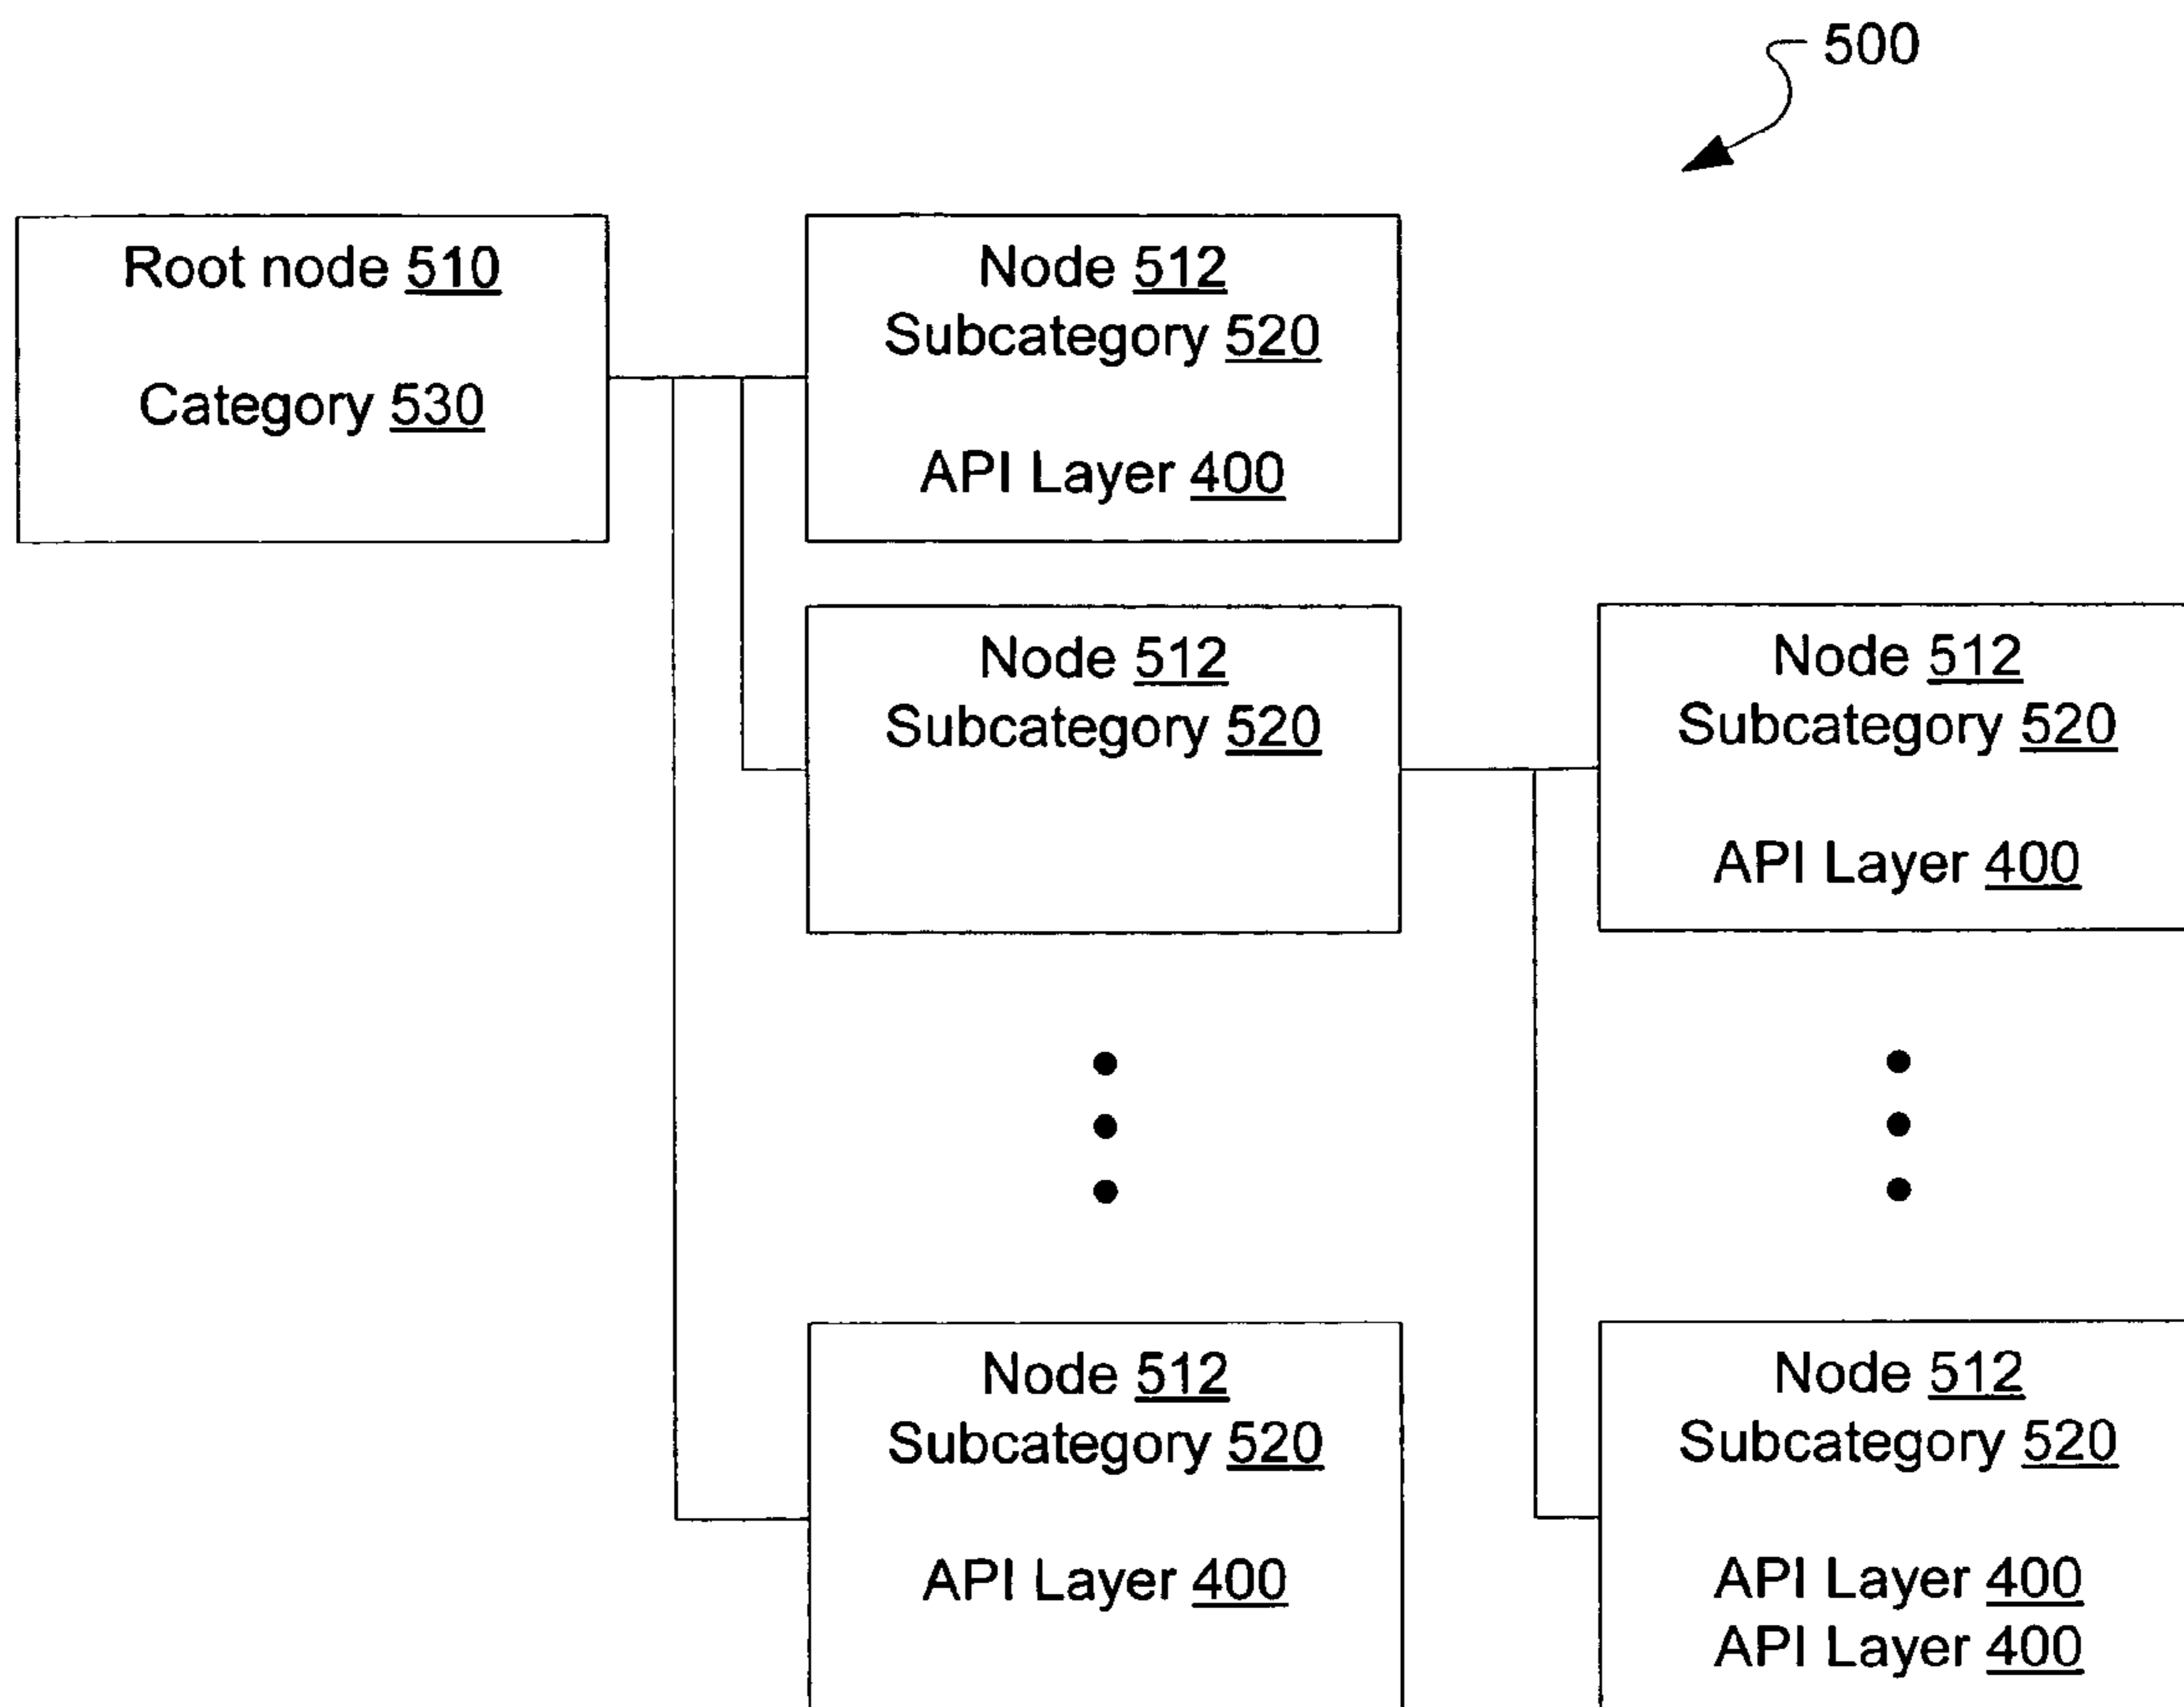 500
Root node 510
Category 530
Node 512
Subcategory 520
API Layer 400
Node 512
Subcategory 520
Node 512
Subcategory 520
API Layer 400
Node 512
Subcategory 520
API Layer 400
Node 512
Subcategory 520
API Layer 400
API Layer 400